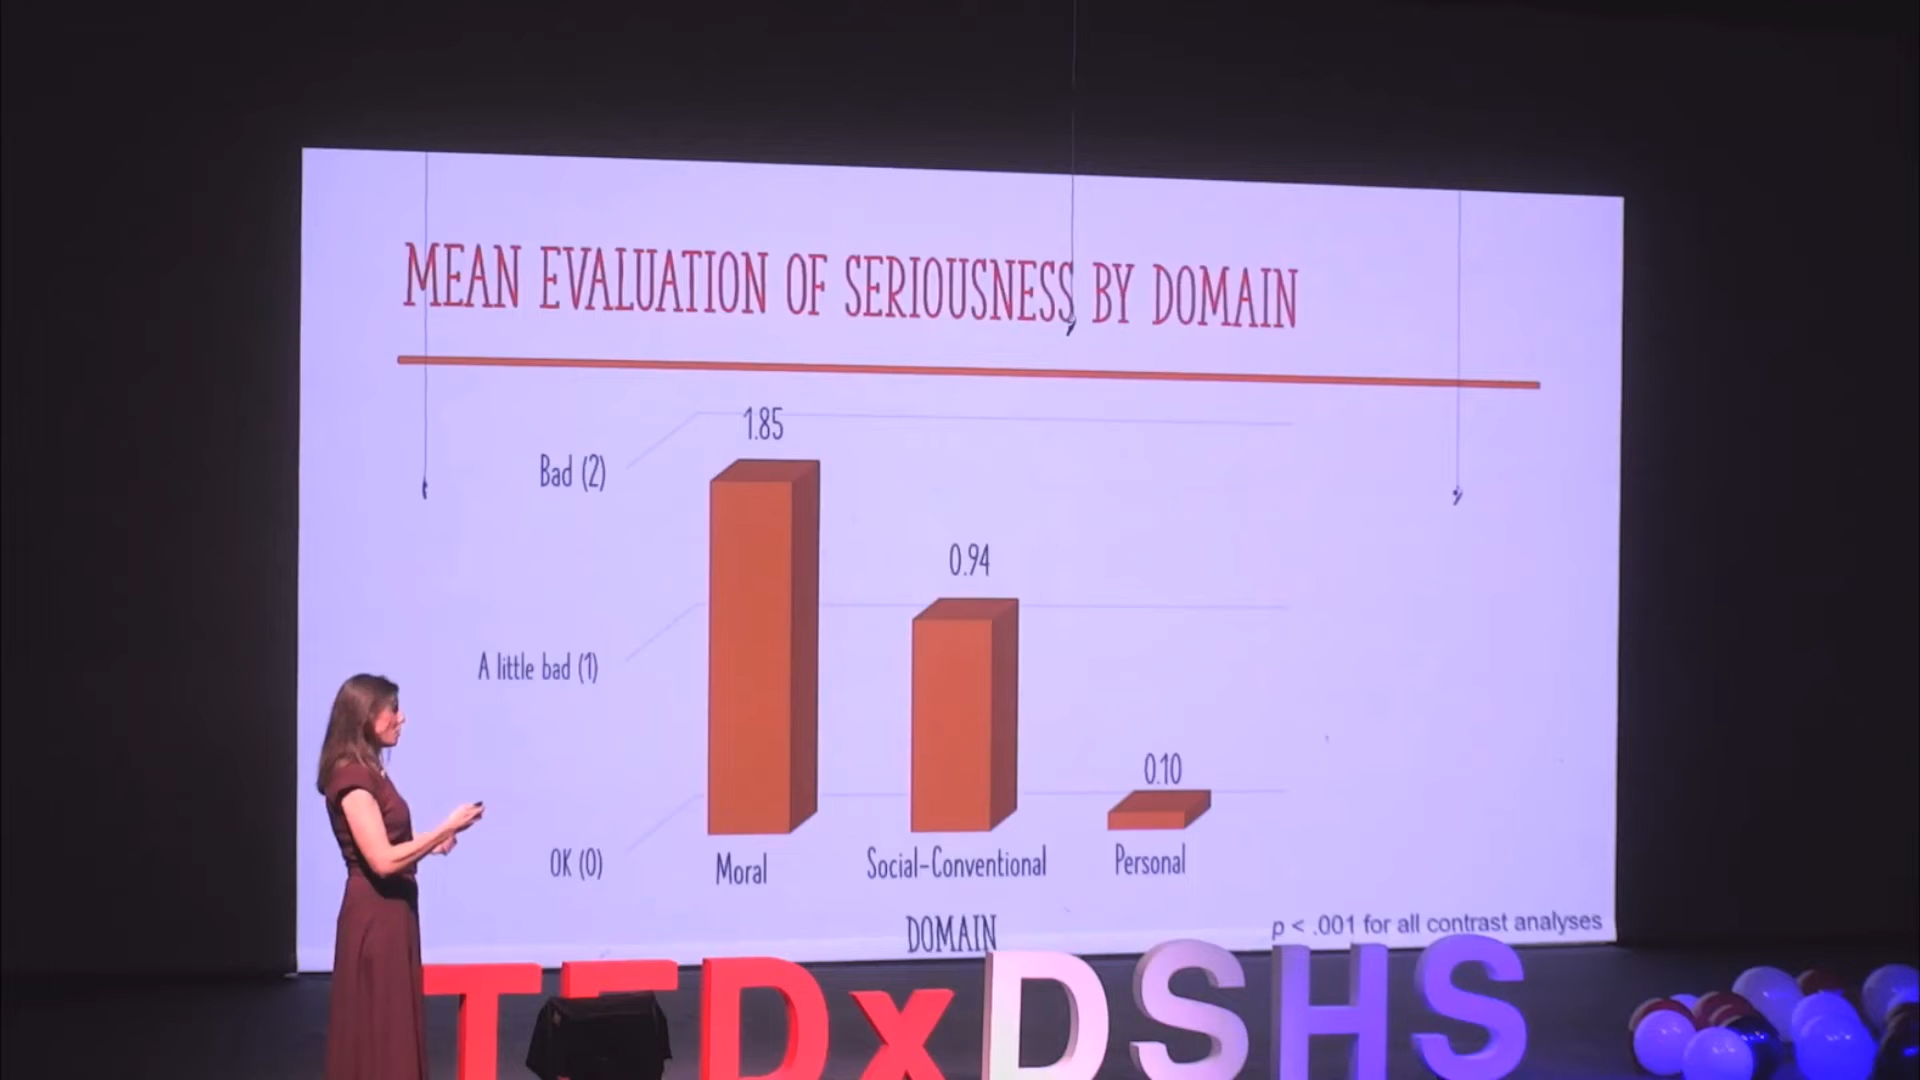 MEAN EVALUATION OF SERIOUSNESS BY DOMAIN
1.85
Bad (2)
0.94
A little bad (1)
0.10
OK (0)
Moral
Social-Conventional
Personal
DOMAIN
p < .001 for all contrast analyses
TEDxDSHS